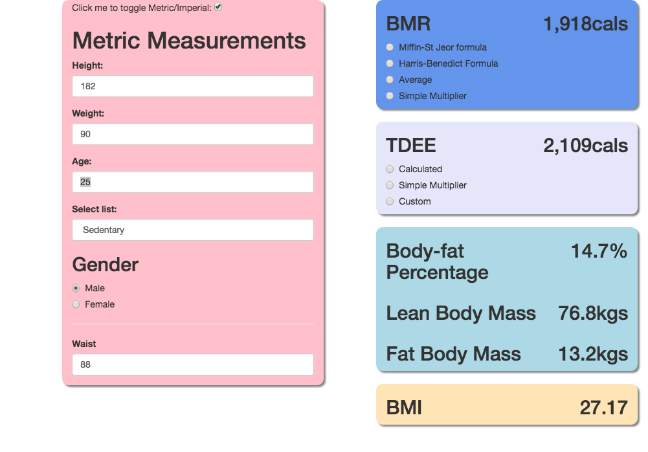 Click me to toggle Metric/Imperial:
Metric Measurements
Height:
182
Weight:
90
Age:
25
Select list:
Sedentary
Gender
Male
Female
Waist
88
BMR 1,918cals
Miffin-St Jeor formula
Harris-Benedict Formula
Average
Simple Multiplier
TDEE 2,109cals
Calculated
Simple Multiplier
Custom
Body-fat 14.7%
Percentage
Lean Body Mass 76.8kgs
Fat Body Mass 13.2kgs
BMI 27.17